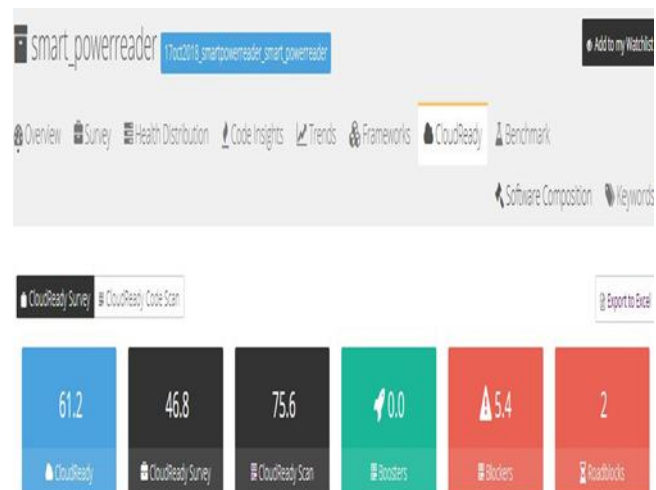 smart_powerreader 17oct2018_smartpowerreader_smart_powerreader Add to my Watchlist
Overview Survey Health Distribution Code Insights Trends Frameworks CloudReady Benchmark
Software Composition Keywords
CloudReady Survey CloudReady Code Scan Export to Excel
61.2 46.8 75.6 0.0 5.4 2
CloudReady CloudReady Survey CloudReady Scan Boosters Blockers Roadblocks